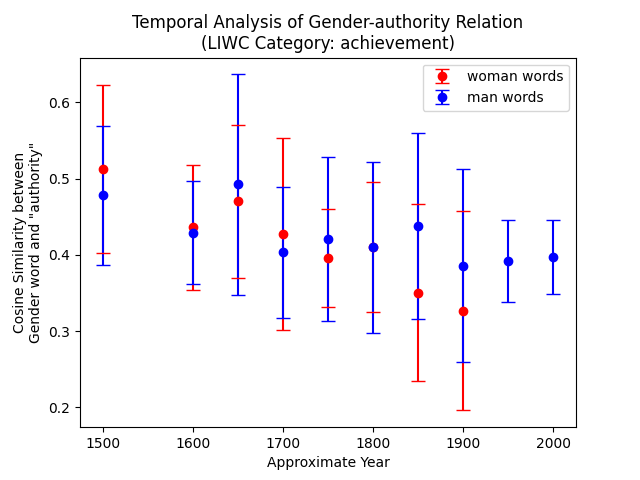 Temporal Analysis of Gender-authority Relation
(LIWC Category: achievement)
woman words
man words
Cosine Similarity between
Gender word and "authority"
0.6
0.5
0.4
0.3
0.2
1500
1600
1700
1800
1900
2000
Approximate Year